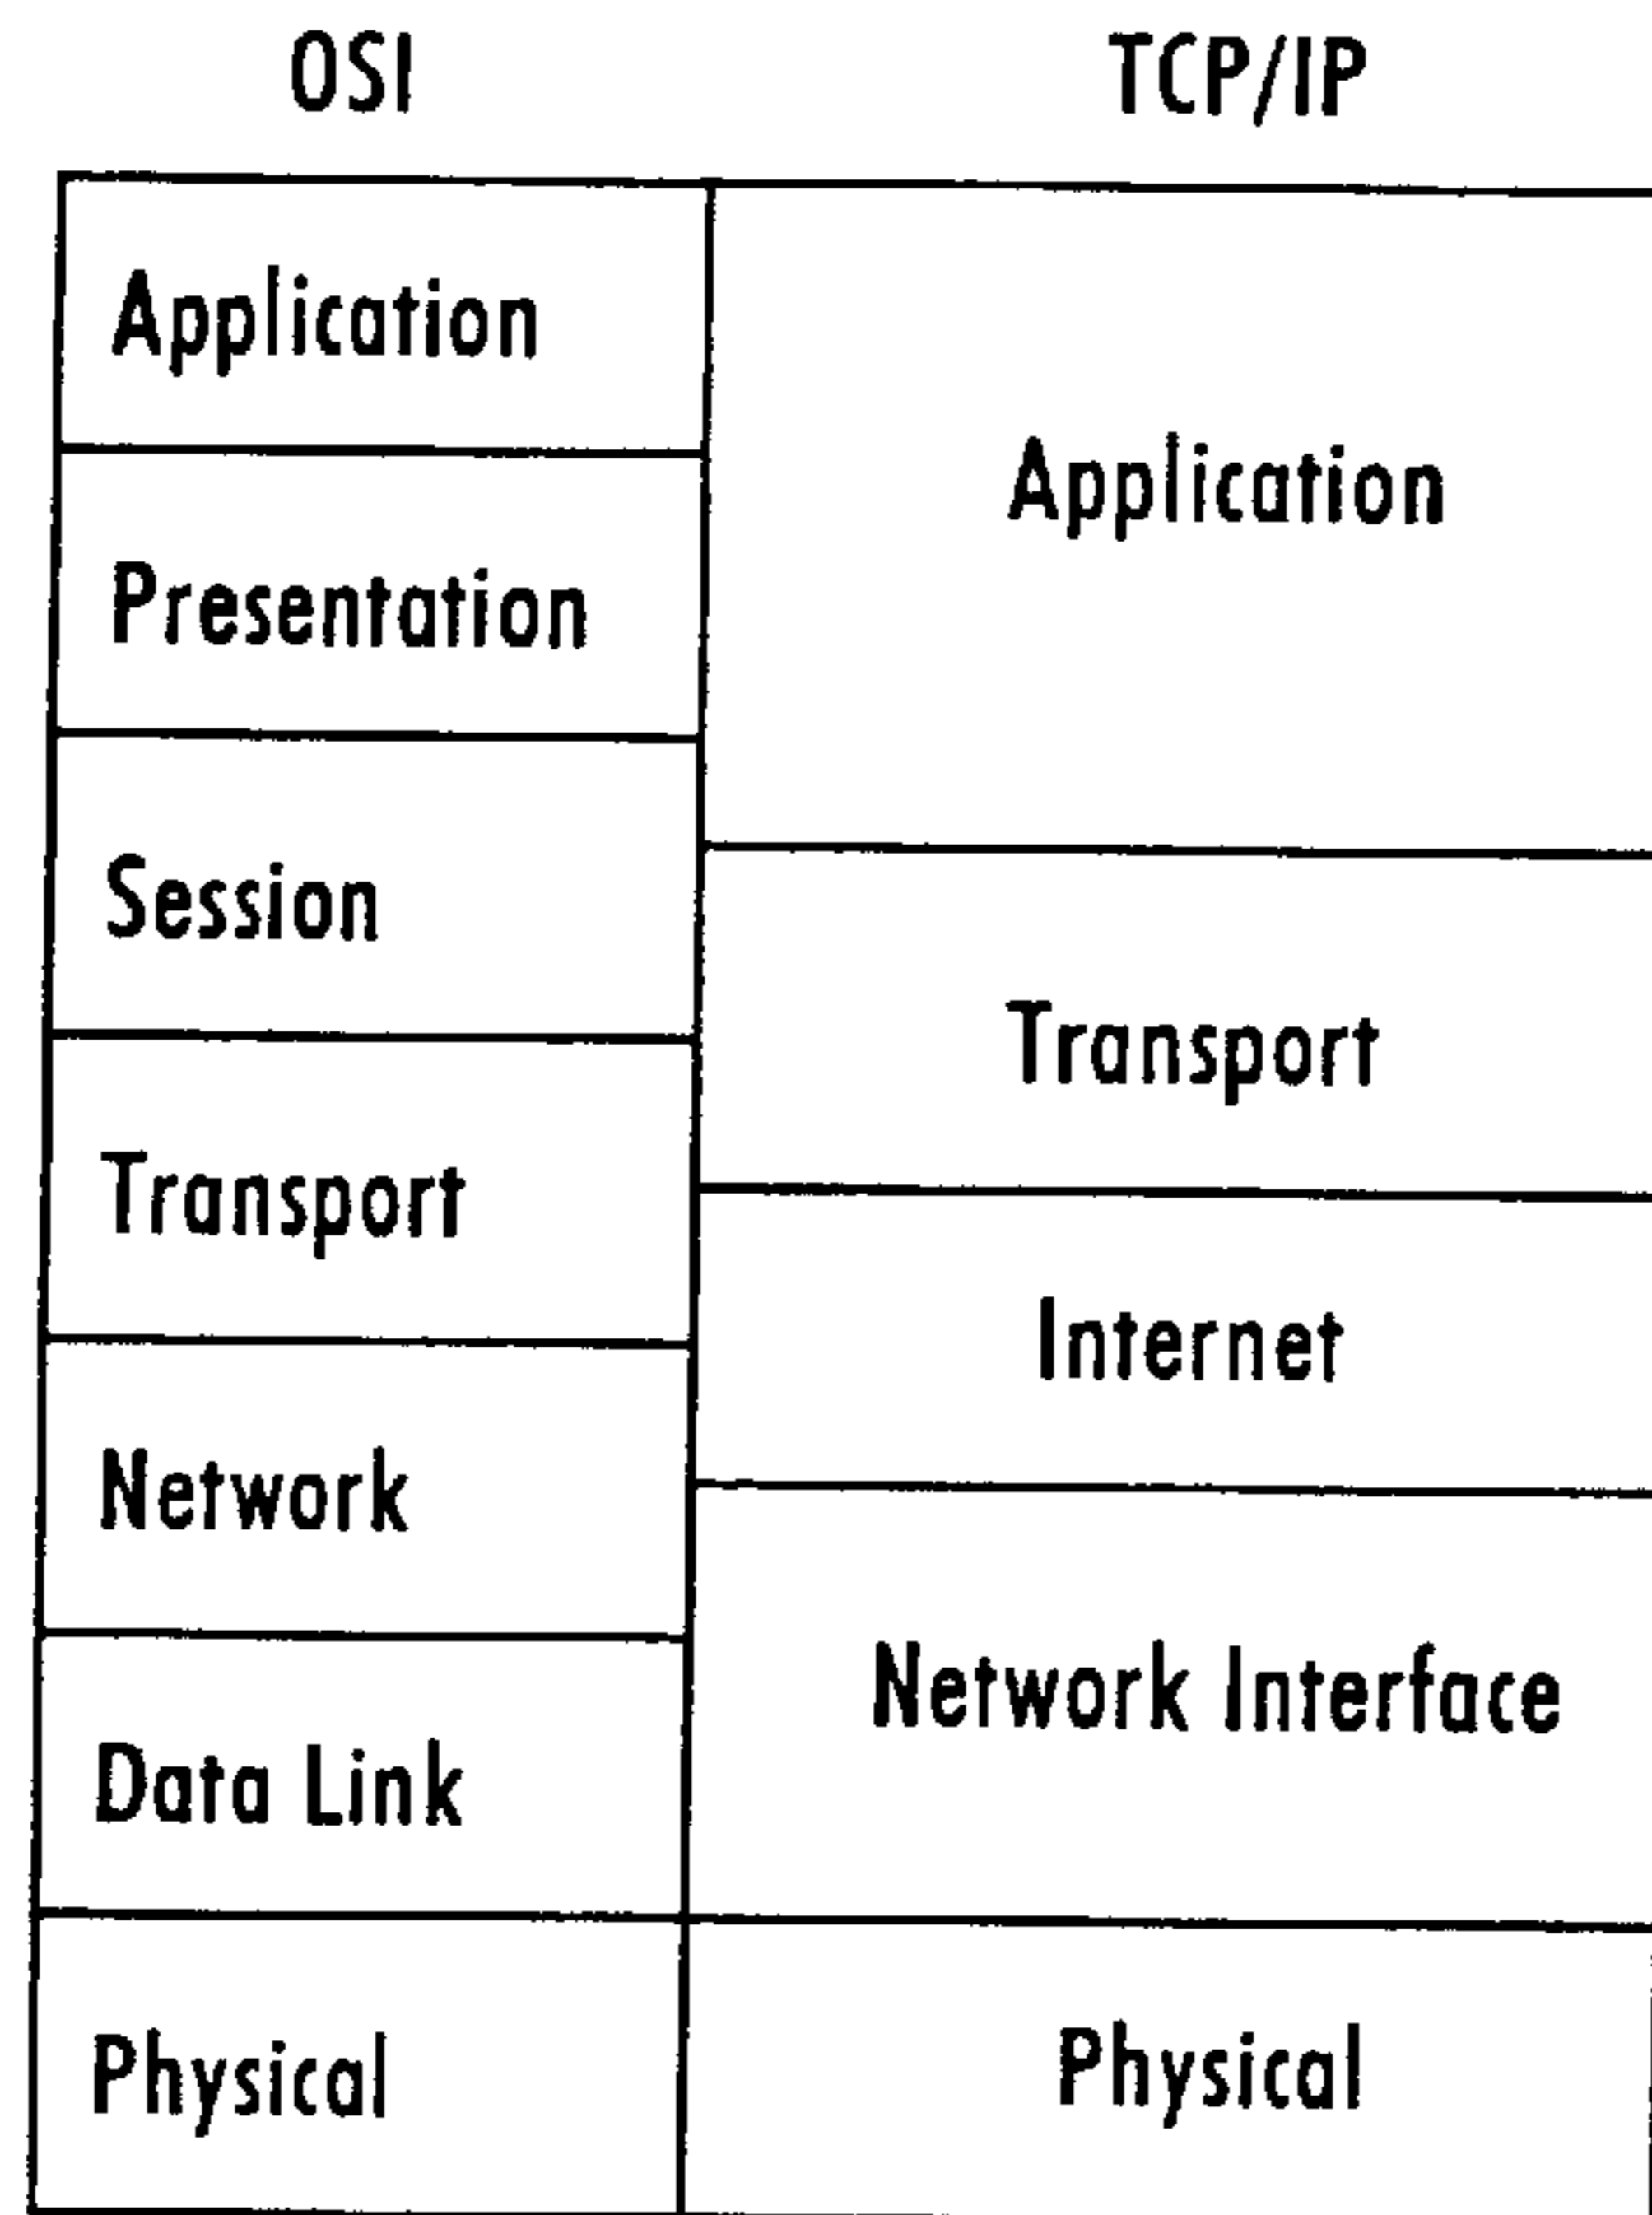 OSI
TCP/IP
Application
Presentation
Session
Transport
Network
Data Link
Physical
Application
Transport
Internet
Network Interface
Physical